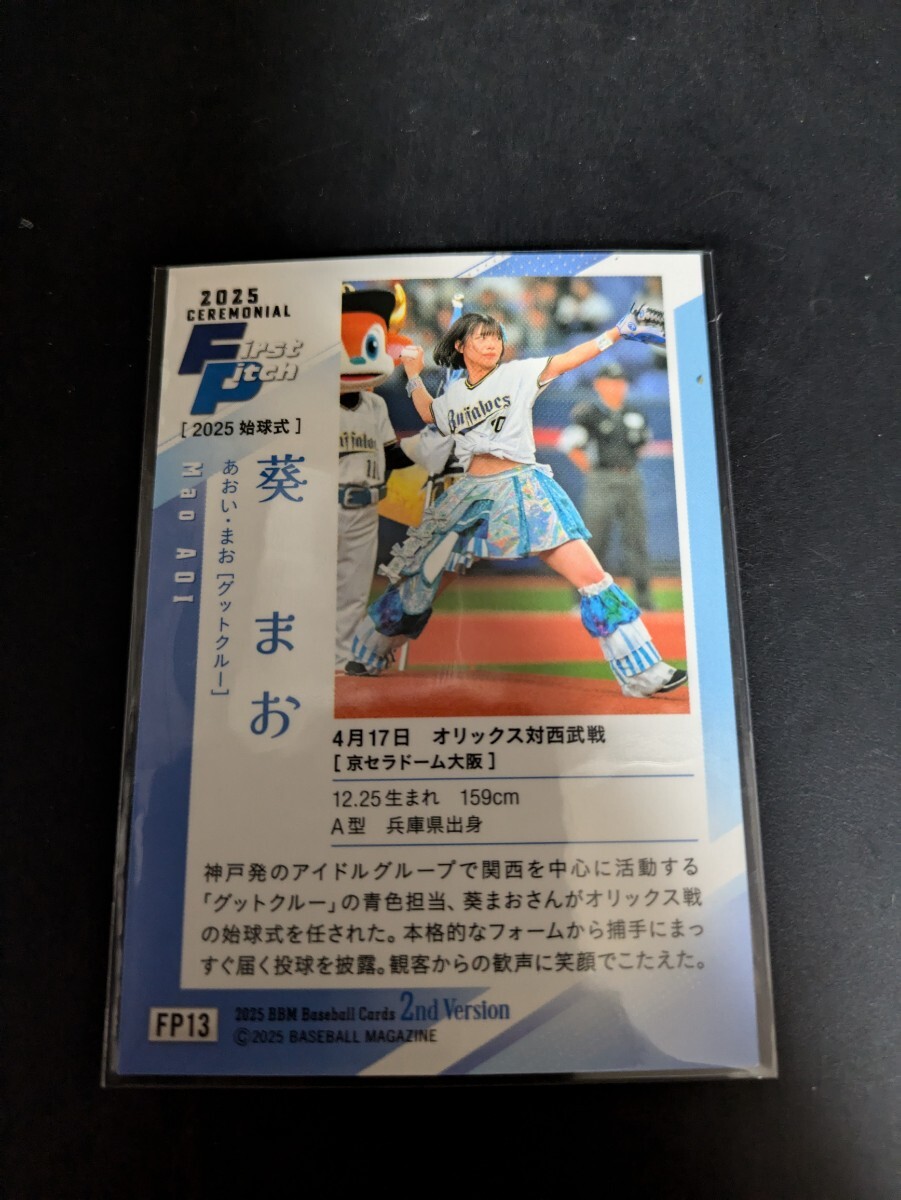 2025
CEREMONIAL
First
Pitch
[ 2025 始球式 ]
葵 まお
あおい・まお [グットクルー]
Mao AOI
Buffaloes
0
Buffaloes
11
4月17日 オリックス対西武戦
[ 京セラドーム大阪 ]
12.25生まれ 159cm
A型 兵庫県出身
神戸発のアイドルグループで関西を中心に活動する
「グットクルー」の青色担当、葵まおさんがオリックス戦
の始球式を任された。本格的なフォームから捕手にまっ
すぐ届く投球を披露。観客からの歓声に笑顔でこたえた。
FP13
2025 BBM Baseball Cards 2nd Version
©2025 BASEBALL MAGAZINE